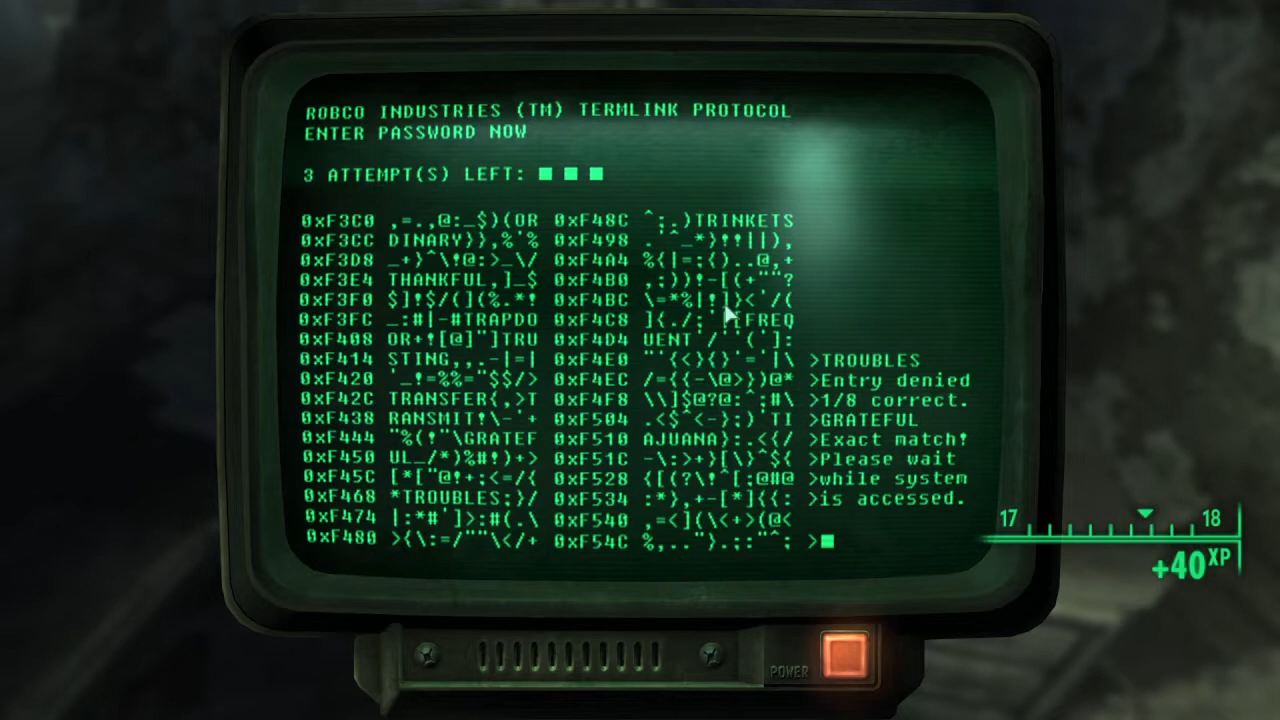 ROBCO INDUSTRIES (TM) TERMLINK PROTOCOL
ENTER PASSWORD NOW
3 ATTEMPT(S) LEFT: ■ ■ ■
0xF3C0 ,=.,@:_$)(OR 0xF48C ^;.)TRINKETS
0xF3CC DINARY}},%'% 0xF498 .^^_*}!!||),
0xF3D8 _+}^\!@:>_\/ 0xF4A4 %{|=:{)..@,+
0xF3E4 THANKFUL,]_$ 0xF4B0 ,:})!-[(+""?
0xF3F0 $]!$/(](%.*! 0xF4BC \=*%|!]}<'/(
0xF3FC _:#|-#TRAPDO 0xF4C8 ]{./;'|[FREQ
0xF408 OR+![@]"]TRU 0xF4D4 UENT'/''(']:
0xF414 STING,,.-|=| 0xF4E0 "'{<}{}'='|\ >TROUBLES
0xF420 '_!=%%="$$/> 0xF4EC /={{-\@>})@* >Entry denied
0xF42C TRANSFER{,>T 0xF4F8 \\]$@?@:^;#\ >1/8 correct.
0xF438 RANSMIT!\-'+ 0xF504 .<$^<-};)'TI >GRATEFUL
0xF444 "%(!"\GRATEF 0xF510 AJUANA}:.<{/ >Exact match!
0xF450 UL_/*)%#!)+> 0xF51C -\:>+}[\}^${ >Please wait
0xF45C [*["@!+:<=/{ 0xF528 {[(?\!^[:@#@ >while system
0xF468 *TROUBLES;}/ 0xF534 :*},+-[*]{{: >is accessed.
0xF474 |:*#']>:#(.\ 0xF540 ,=<](\<+>(@<
0xF480 >{\:=/""\</+ 0xF54C %,.."}.;:"^; >■
17 18
+40 XP
POWER